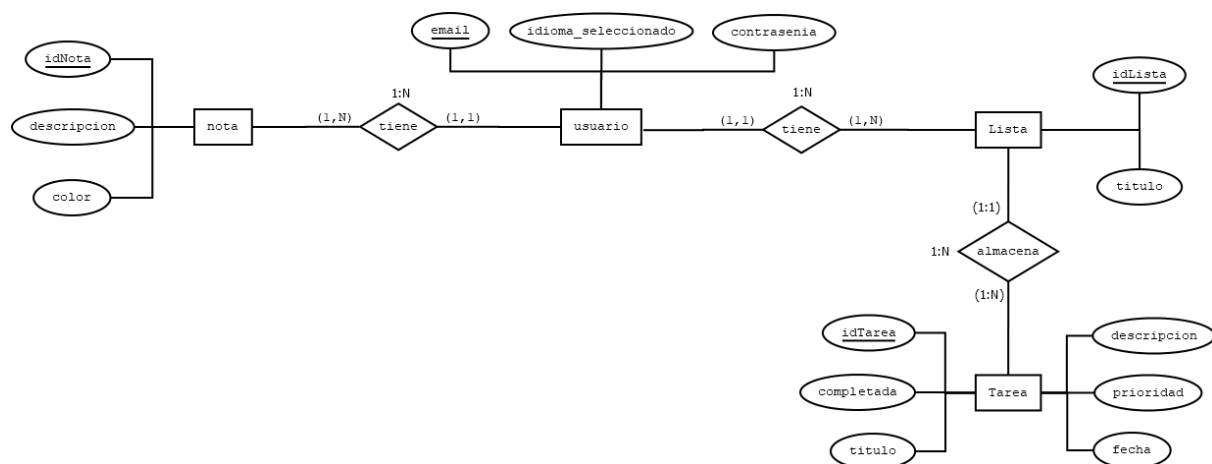 email
idioma_seleccionado
contrasenia
idNota
descripcion
color
nota
(1,N)
1:N
tiene
(1,1)
usuario
(1,1)
1:N
tiene
(1,N)
Lista
idLista
titulo
(1:1)
1:N
almacena
(1:N)
idTarea
completada
titulo
Tarea
descripcion
prioridad
fecha